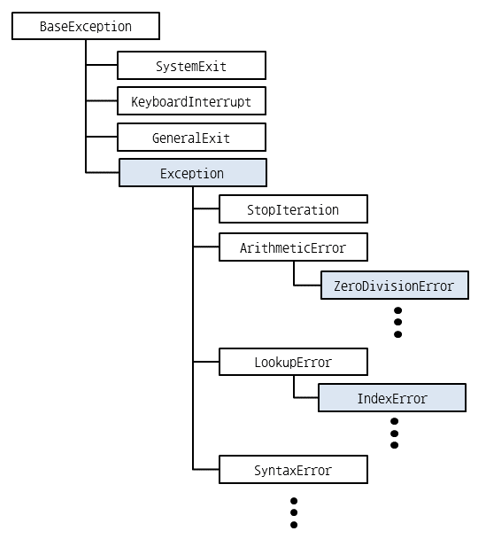 BaseException
SystemExit
KeyboardInterrupt
GeneralExit
Exception
StopIteration
ArithmeticError
ZeroDivisionError
LookupError
IndexError
SyntaxError